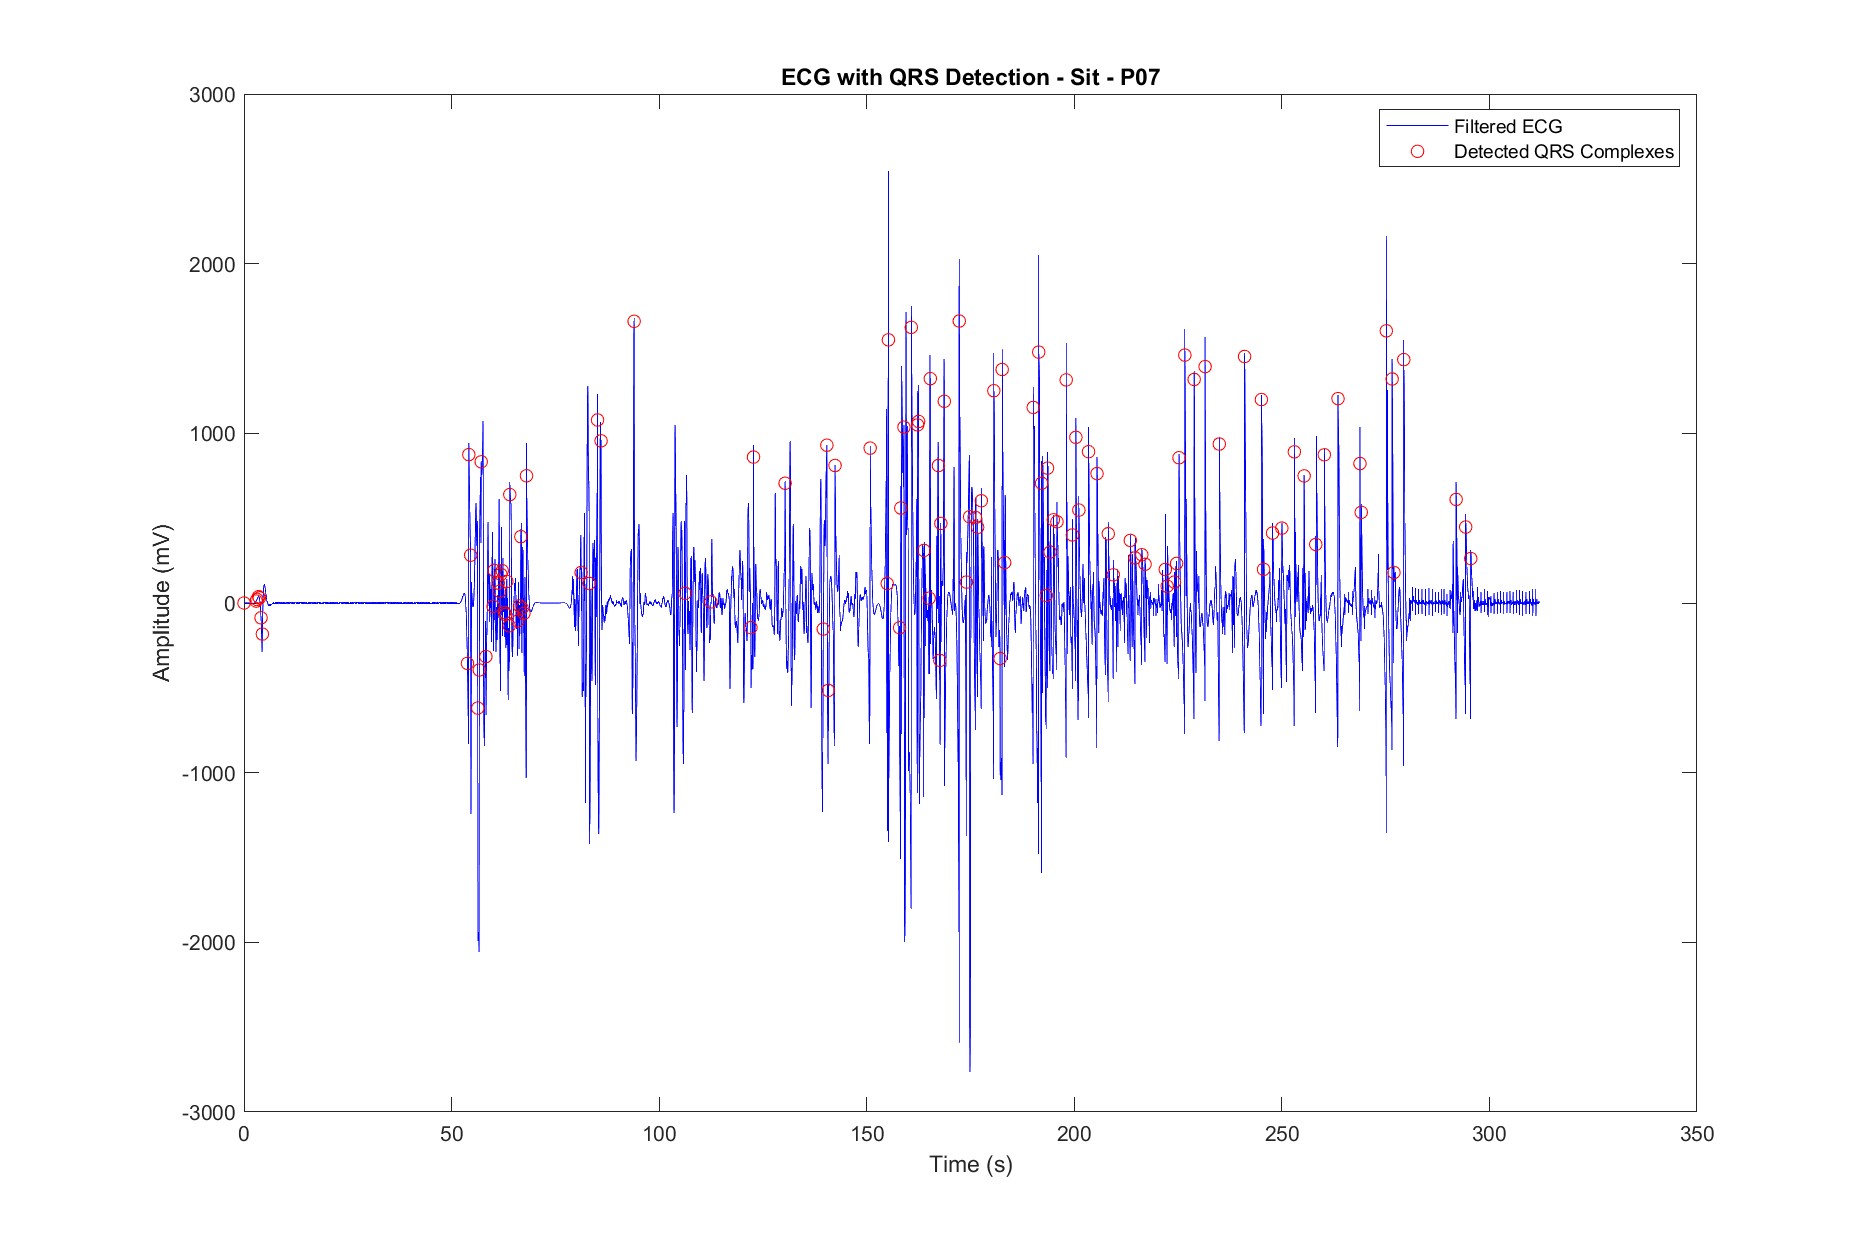 ECG with QRS Detection - Sit - P07
Filtered ECG
Detected QRS Complexes
Amplitude (mV)
3000
2000
1000
0
-1000
-2000
-3000
0 50 100 150 200 250 300 350
Time (s)